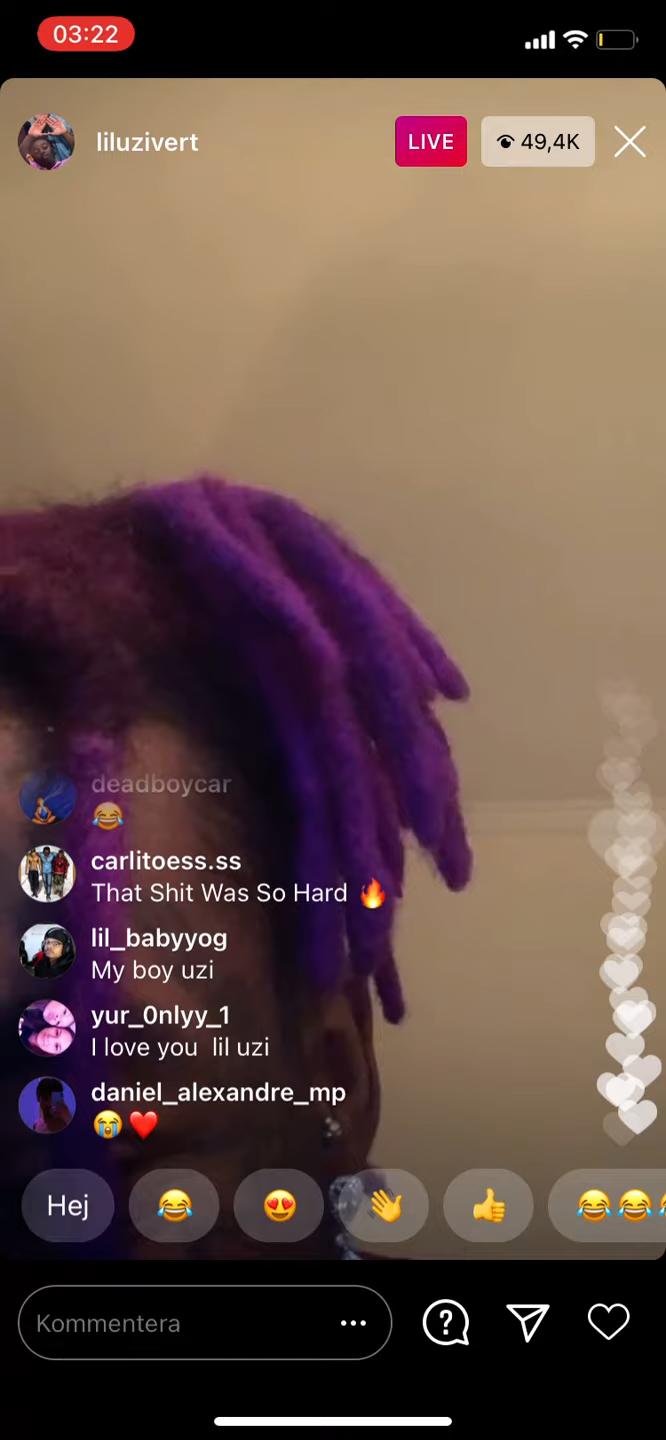 03:22
liluzivert
LIVE
49,4K
deadboycar
😂
carlitoess.ss
That Shit Was So Hard 🔥
lil_babyyog
My boy uzi
yur_0nlyy_1
I love you  lil uzi
daniel_alexandre_mp
😭❤️
Hej 😂 😍 👋 👍 😂😂
Kommentera